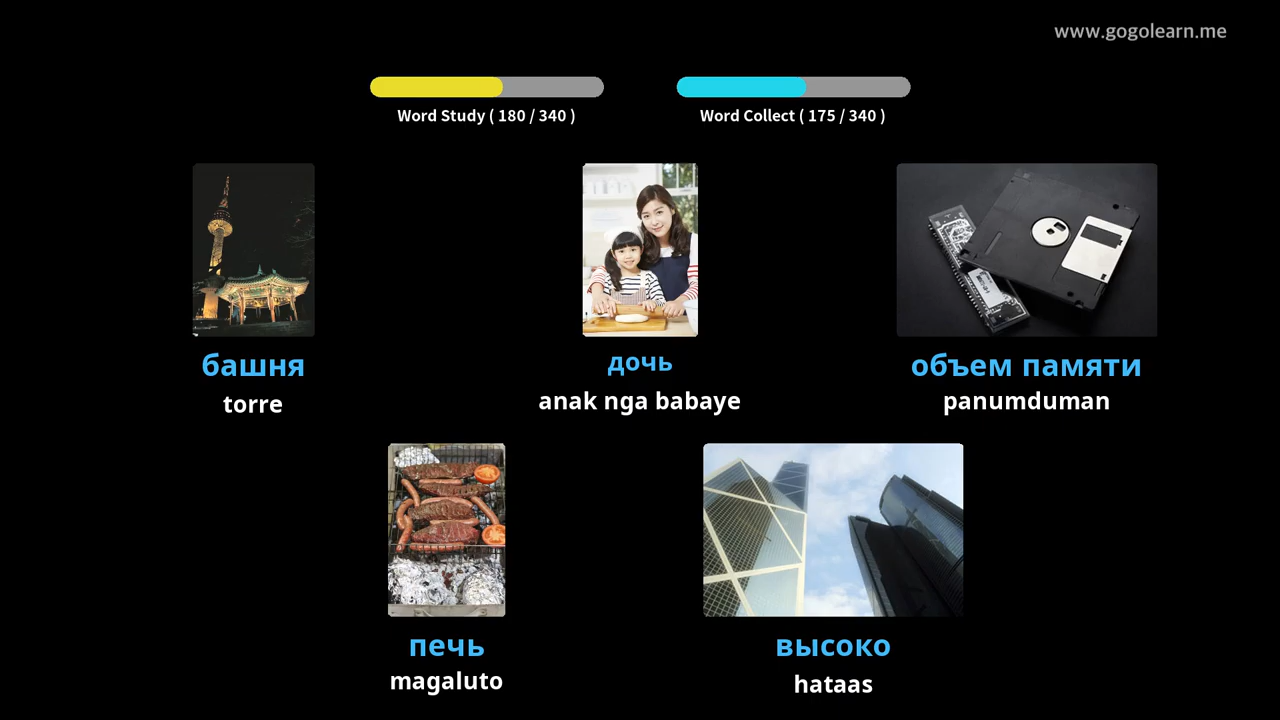 www.gogolearn.me
Word Study ( 180 / 340 )
Word Collect ( 175 / 340 )
башня
torre
дочь
anak nga babaye
объем памяти
panumduman
печь
magaluto
высоко
hataas